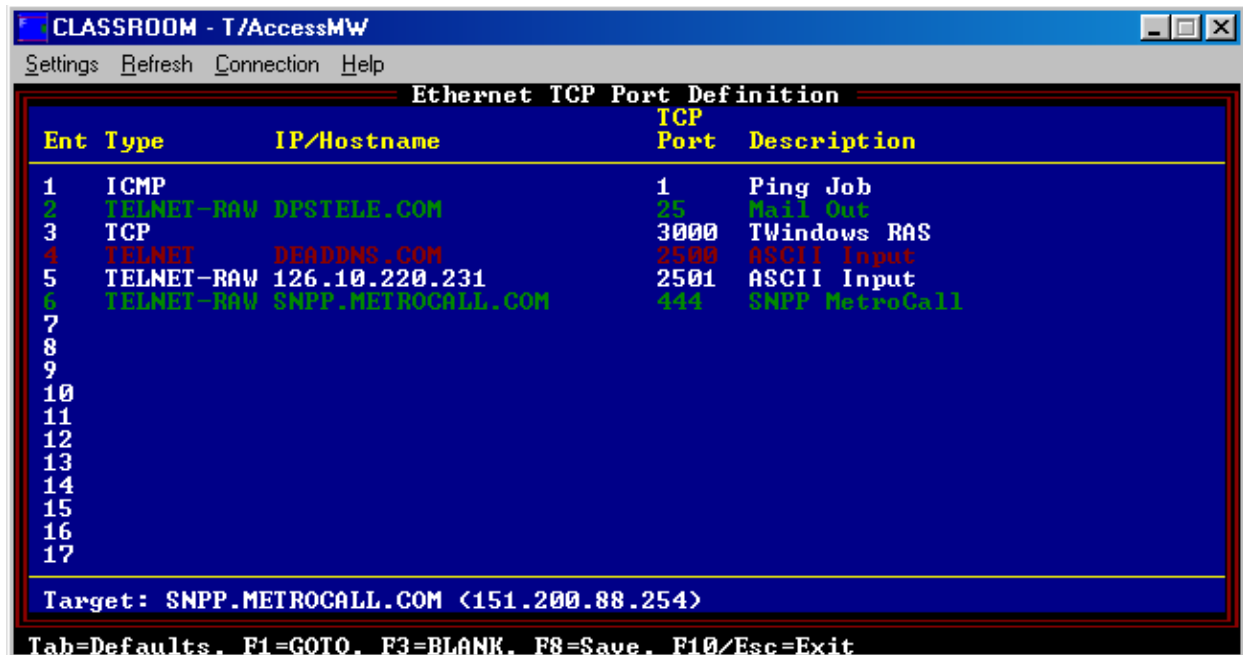 CLASSROOM - T/AccessMW
Settings Refresh Connection Help
Ethernet TCP Port Definition
TCP
Ent Type IP/Hostname Port Description
1 ICMP 1 Ping Job
2 TELNET-RAW DPSTELE.COM 25 Mail Out
3 TCP 3000 TWindows RAS
4 TELNET DEADDNS.COM 2500 ASCII Input
5 TELNET-RAW 126.10.220.231 2501 ASCII Input
6 TELNET-RAW SNPP.METROCALL.COM 444 SNPP MetroCall
7
8
9
10
11
12
13
14
15
16
17
Target: SNPP.METROCALL.COM (151.200.88.254)
Tab=Defaults. F1=GOTO. F3=BLANK. F8=Save. F10/Esc=Exit